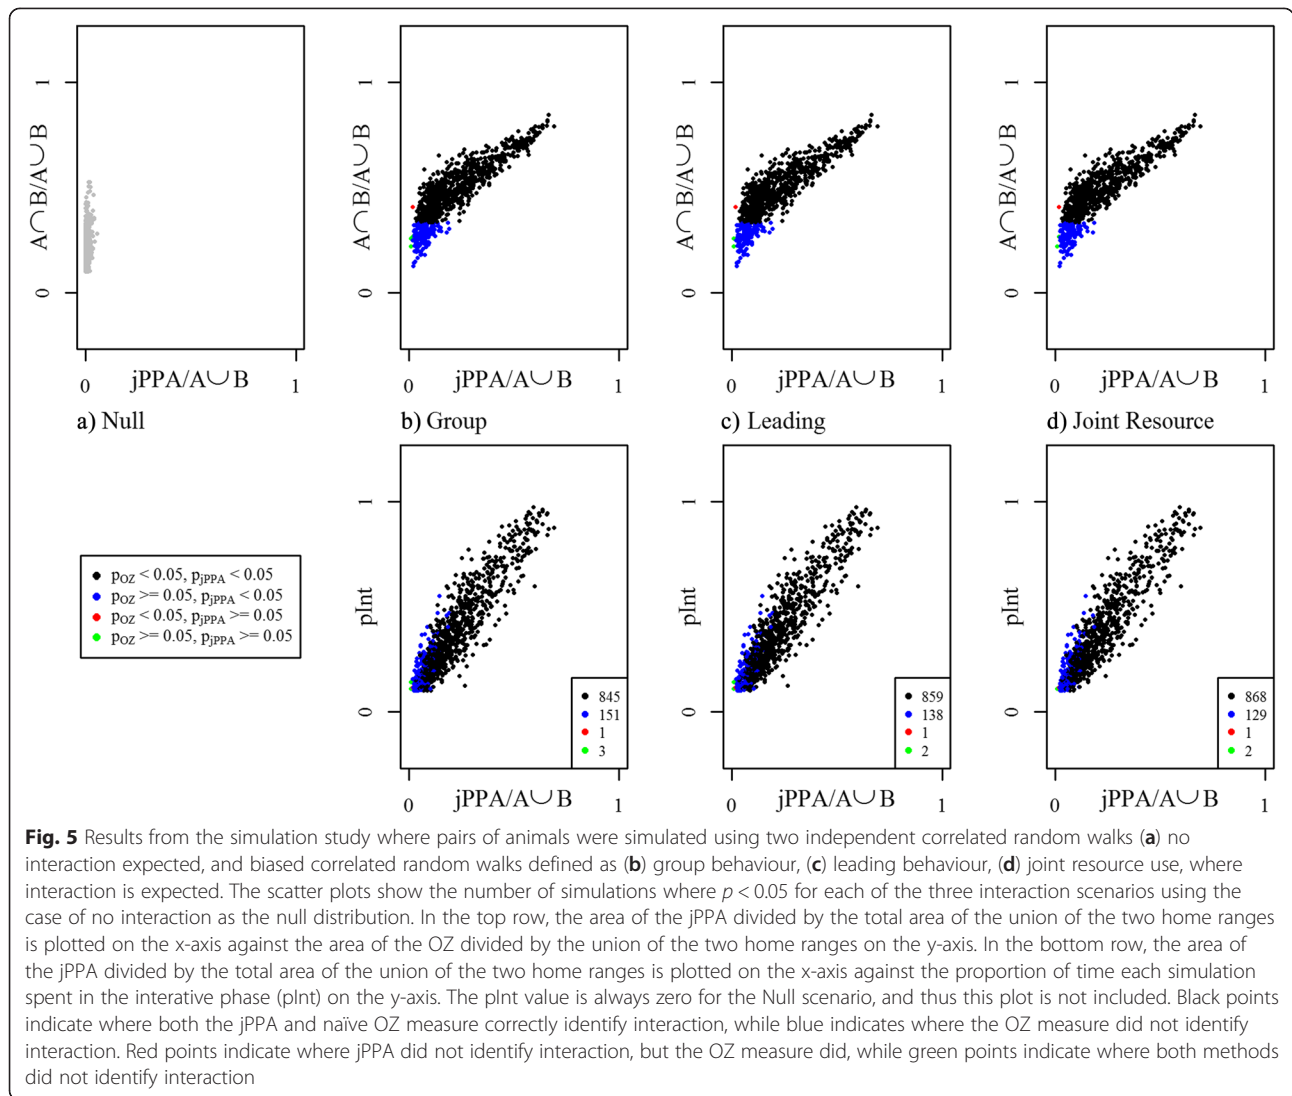 1
0
A∩B/A∪B
0
1
jPPA/A∪B
a) Null
1
0
A∩B/A∪B
0
1
jPPA/A∪B
b) Group
1
0
A∩B/A∪B
0
1
jPPA/A∪B
c) Leading
1
0
A∩B/A∪B
0
1
jPPA/A∪B
d) Joint Resource
pOZ < 0.05, pjPPA < 0.05
pOZ >= 0.05, pjPPA < 0.05
pOZ < 0.05, pjPPA >= 0.05
pOZ >= 0.05, pjPPA >= 0.05
1
0
pInt
845
151
1
3
0
1
jPPA/A∪B
1
0
pInt
859
138
1
2
0
1
jPPA/A∪B
1
0
pInt
868
129
1
2
0
1
jPPA/A∪B
Fig. 5 Results from the simulation study where pairs of animals were simulated using two independent correlated random walks (a) no
interaction expected, and biased correlated random walks defined as (b) group behaviour, (c) leading behaviour, (d) joint resource use, where
interaction is expected. The scatter plots show the number of simulations where p < 0.05 for each of the three interaction scenarios using the
case of no interaction as the null distribution. In the top row, the area of the jPPA divided by the total area of the union of the two home ranges
is plotted on the x-axis against the area of the OZ divided by the union of the two home ranges on the y-axis. In the bottom row, the area of
the jPPA divided by the total area of the union of the two home ranges is plotted on the x-axis against the proportion of time each simulation
spent in the interative phase (pInt) on the y-axis. The pInt value is always zero for the Null scenario, and thus this plot is not included. Black points
indicate where both the jPPA and naïve OZ measure correctly identify interaction, while blue indicates where the OZ measure did not identify
interaction. Red points indicate where jPPA did not identify interaction, but the OZ measure did, while green points indicate where both methods
did not identify interaction